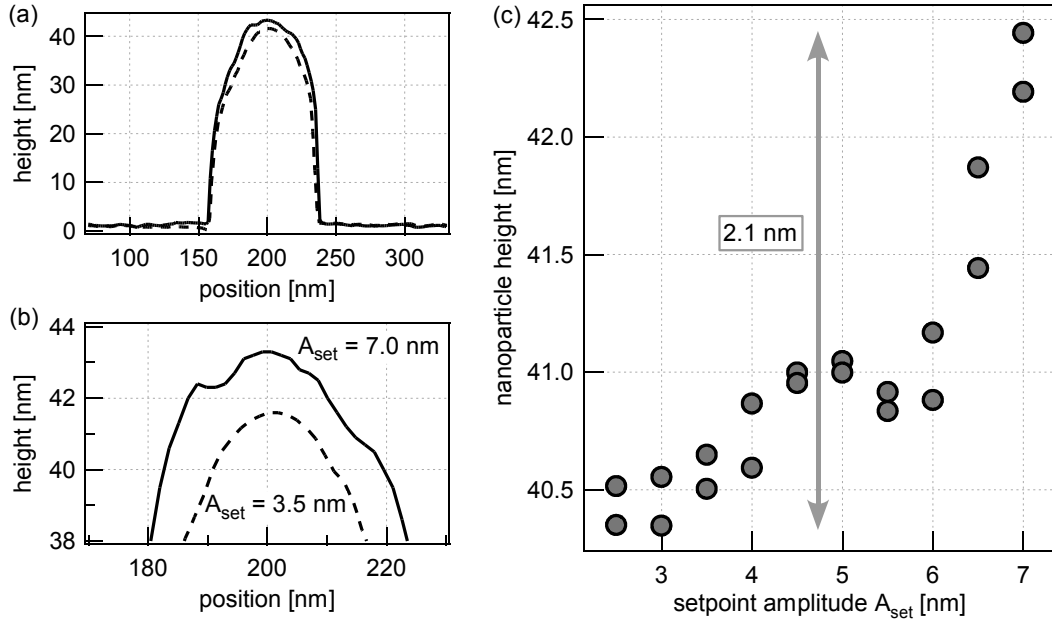 (a)
40
30
20
10
0
height [nm]
100 150 200 250 300
position [nm]
(b)
44
43
42
41
40
39
38
height [nm]
A_set = 7.0 nm
A_set = 3.5 nm
180 200 220
position [nm]
(c)
42.5
42.0
41.5
41.0
40.5
nanoparticle height [nm]
2.1 nm
3 4 5 6 7
setpoint amplitude A_set [nm]